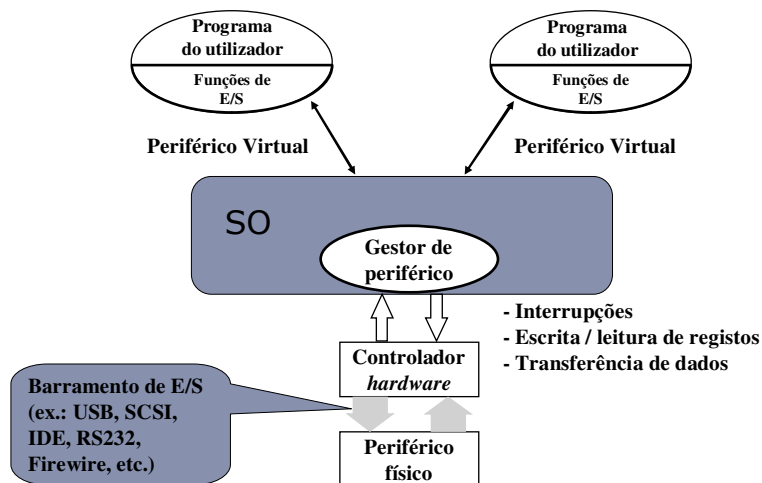 Programa
do utilizador
Funções de
E/S
Programa
do utilizador
Funções de
E/S
Periférico Virtual
Periférico Virtual
SO
Gestor de
periférico
- Interrupções
- Escrita / leitura de registos
- Transferência de dados
Controlador
hardware
Barramento de E/S
(ex.: USB, SCSI,
IDE, RS232,
Firewire, etc.)
Periférico
físico